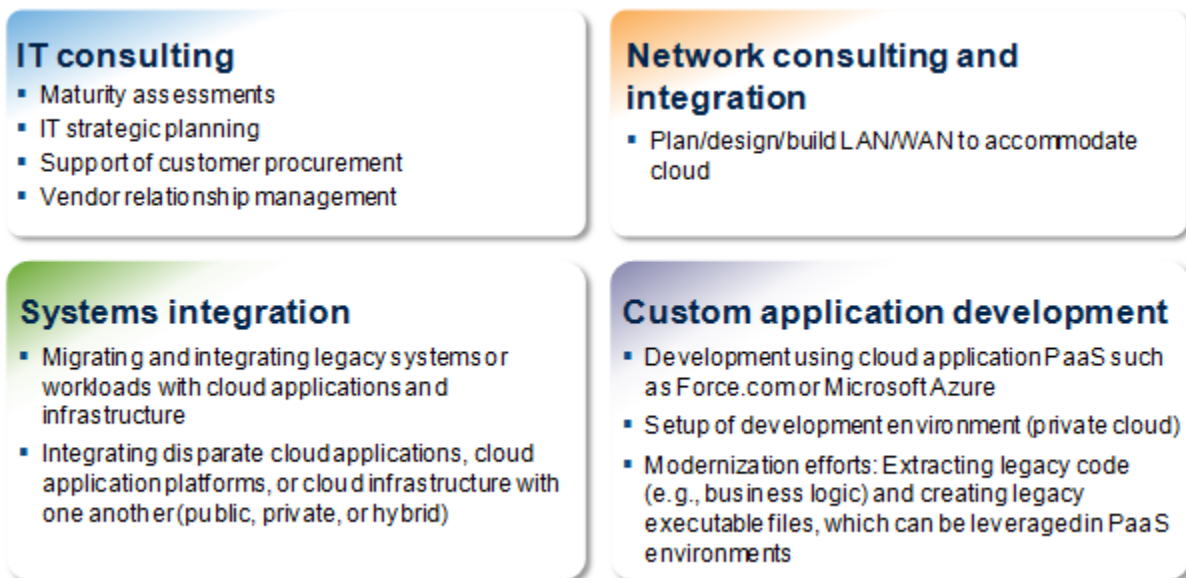 IT consulting
▪ Maturity assessments
▪ IT strategic planning
▪ Support of customer procurement
▪ Vendor relationship management
Network consulting and
integration
▪ Plan/design/build LAN/WAN to accommodate
cloud
Systems integration
▪ Migrating and integrating legacy systems or
workloads with cloud applications and
infrastructure
▪ Integrating disparate cloud applications, cloud
application platforms, or cloud infrastructure with
one another (public, private, or hybrid)
Custom application development
▪ Development using cloud application PaaS such
as Force.com or Microsoft Azure
▪ Setup of development environment (private cloud)
▪ Modernization efforts: Extracting legacy code
(e.g., business logic) and creating legacy
executable files, which can be leveraged in PaaS
environments